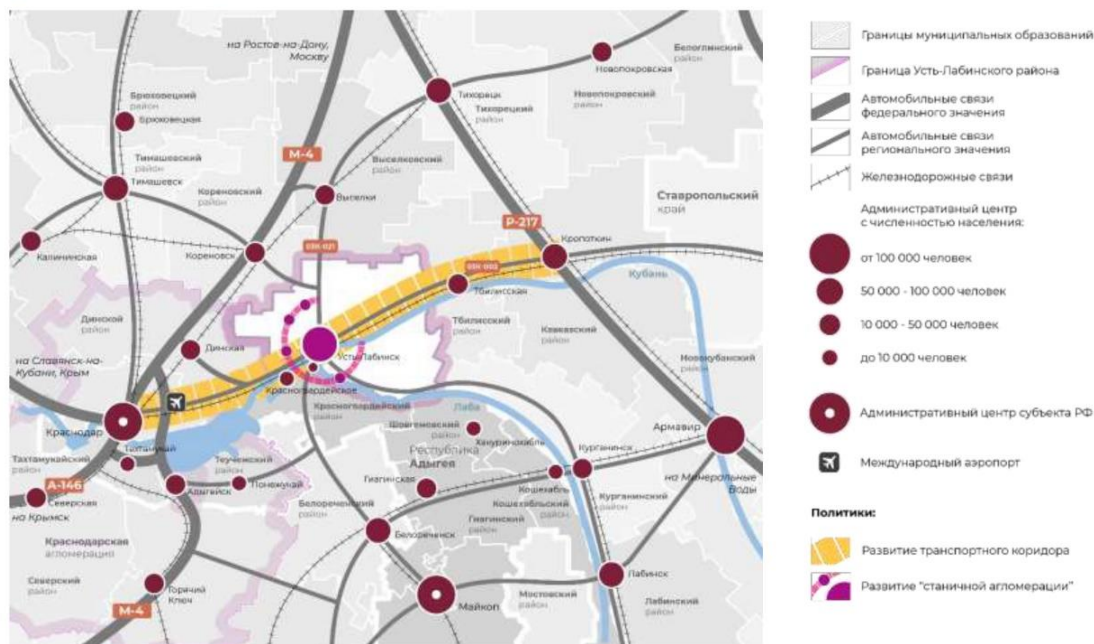 на Ростов-на-Дону,
Москву
Белоглинский
район
Новопокровская
Новопокровский
район
Тихорецк
Тихорецкий
район
Брюховецкий
район
Брюховецкая
М-4
Тимашевский
район
Тимашевск
Выселковский
район
Кореновский
район
Выселки
Ставропольский
край
Р-217
Калининская
Кореновск
03К-021
03К-002
Кропоткин
Кубань
Тбилисская
Динской
район
Тбилисский
район
Кавказский
район
Динская
Усть-Лабинск
Новокубанский
район
на Славянск-на-
Кубани, Крым
Красногвардейское
Красногвардейский
район
Лаба
Краснодар
Шовгеновский
район
Армавир
Тахтамукай
Хакуринохабль
Республика
Адыгея
Курганинск
Тахтамукайский
район
Теучежский
район
Гиагинская
на Минеральные
Воды
А-146
Адыгейск
Понежукай
Кошехабль
Северская
Белореченский
район
Кошехабльский
район
Курганинский
район
на Крымск
Гиагинский
район
Краснодарская
агломерация
Белореченск
Северский
район
Горячий
Ключ
Лабинск
Майкоп
Мостовский
район
Лабинский
район
М-4
Границы муниципальных образований
Граница Усть-Лабинского района
Автомобильные связи
федерального значения
Автомобильные связи
регионального значения
Железнодорожные связи
Административный центр
с численностью населения:
от 100 000 человек
50 000 - 100 000 человек
10 000 - 50 000 человек
до 10 000 человек
Административный центр субъекта РФ
Международный аэропорт
Политики:
Развитие транспортного коридора
Развитие "станичной агломерации"